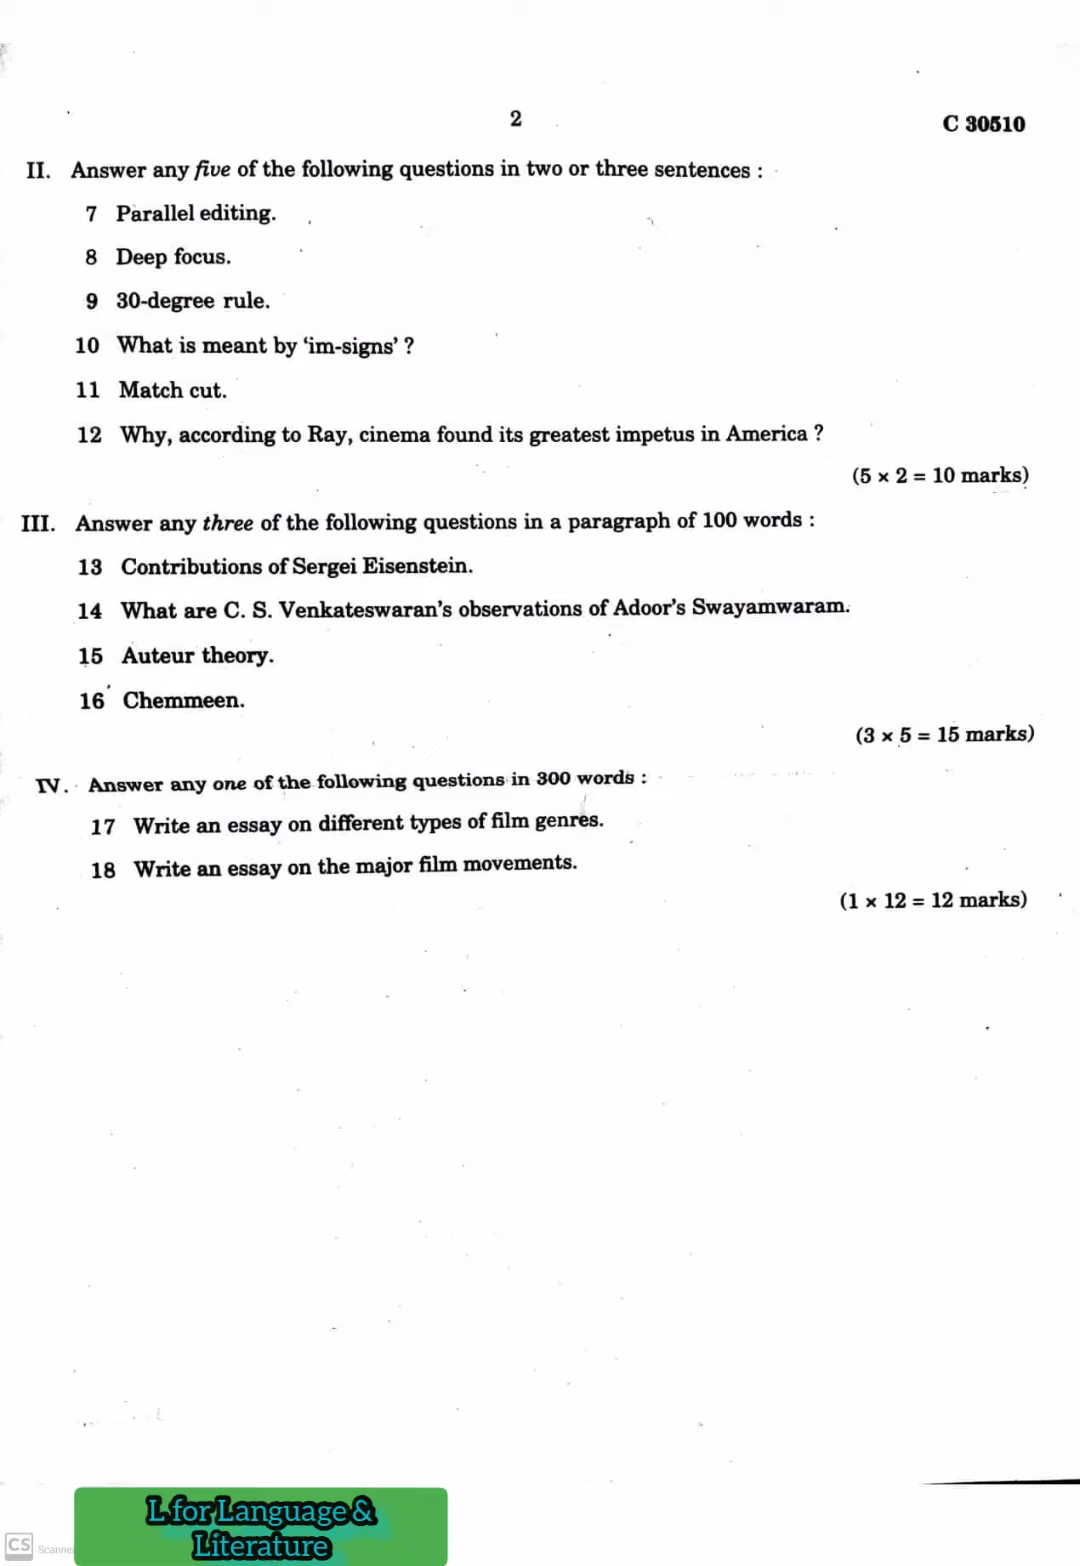 2
C 30510
II. Answer any five of the following questions in two or three sentences :
7 Parallel editing.
8 Deep focus.
9 30-degree rule.
10 What is meant by ‘im-signs’ ?
11 Match cut.
12 Why, according to Ray, cinema found its greatest impetus in America ?
(5 × 2 = 10 marks)
III. Answer any three of the following questions in a paragraph of 100 words :
13 Contributions of Sergei Eisenstein.
14 What are C. S. Venkateswaran’s observations of Adoor’s Swayamwaram.
15 Auteur theory.
16 Chemmeen.
(3 × 5 = 15 marks)
IV. Answer any one of the following questions in 300 words :
17 Write an essay on different types of film genres.
18 Write an essay on the major film movements.
(1 × 12 = 12 marks)
L for Language &
Literature
CS